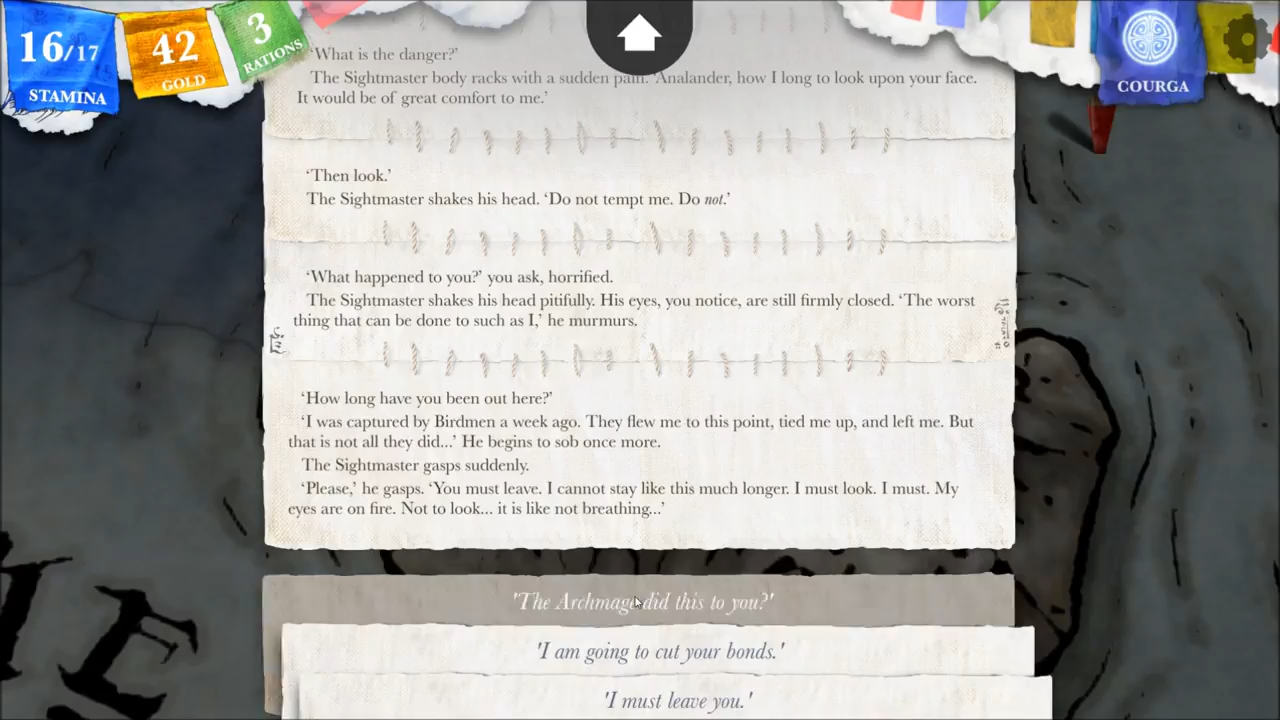 16/17
STAMINA
42
GOLD
3
RATIONS
COURGA
‘What is the danger?’
The Sightmaster body racks with a sudden pain. ‘Analander, how I long to look upon your face.
It would be of great comfort to me.’
‘Then look.’
The Sightmaster shakes his head. ‘Do not tempt me. Do not.’
‘What happened to you?’ you ask, horrified.
The Sightmaster shakes his head pitifully. His eyes, you notice, are still firmly closed. ‘The worst
thing that can be done to such as I,’ he murmurs.
‘How long have you been out here?’
‘I was captured by Birdmen a week ago. They flew me to this point, tied me up, and left me. But
that is not all they did...’ He begins to sob once more.
The Sightmaster gasps suddenly.
‘Please,’ he gasps. ‘You must leave. I cannot stay like this much longer. I must look. I must. My
eyes are on fire. Not to look... it is like not breathing...’
'The Archmage did this to you?'
'I am going to cut your bonds.'
'I must leave you.'